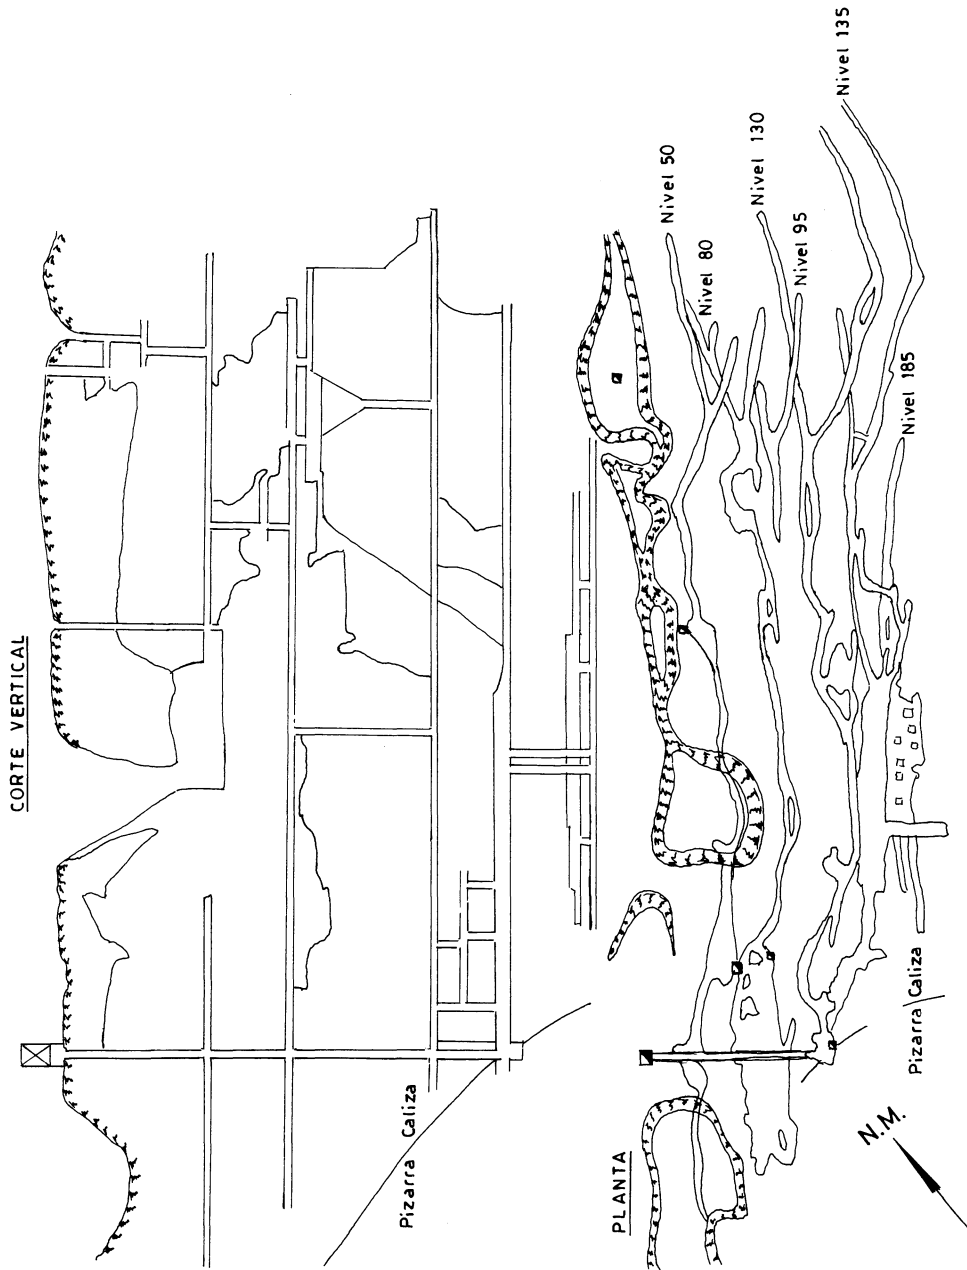 CORTE VERTICAL
Pizarra Caliza
PLANTA
Nivel 50
Nivel 80
Nivel 130
Nivel 95
Nivel 135
Nivel 185
Pizarra Caliza
N.M.